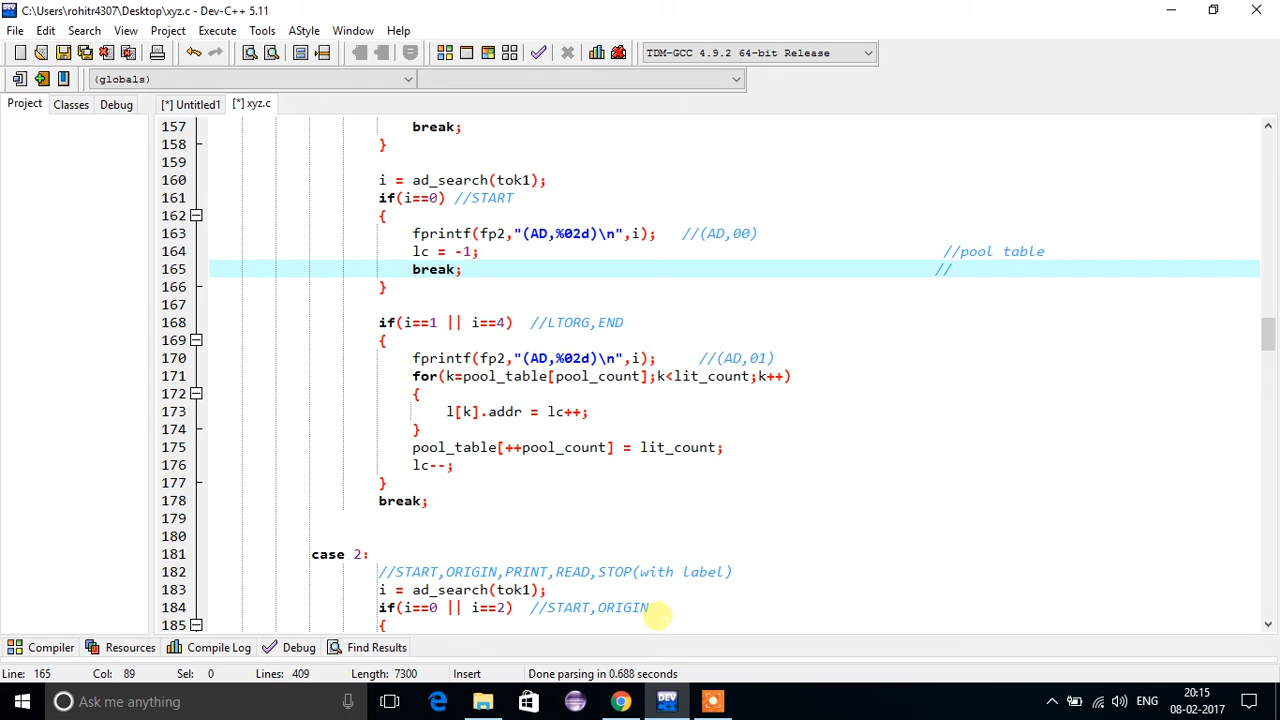 C:\Users\rohitr4307\Desktop\xyz.c - Dev-C++ 5.11
File Edit Search View Project Execute Tools AStyle Window Help
TDM-GCC 4.9.2 64-bit Release
(globals)
Project Classes Debug [*] Untitled1 [*] xyz.c
157 break;
158 }
159
160 i = ad_search(tok1);
161 if(i==0) //START
162 {
163 fprintf(fp2,"(AD,%02d)\n",i); //(AD,00)
164 lc = -1; //pool table
165 break; //
166 }
167
168 if(i==1 || i==4) //LTORG,END
169 {
170 fprintf(fp2,"(AD,%02d)\n",i); //(AD,01)
171 for(k=pool_table[pool_count];k<lit_count;k++)
172 {
173 l[k].addr = lc++;
174 }
175 pool_table[++pool_count] = lit_count;
176 lc--;
177 }
178 break;
179
180
181 case 2:
182 //START,ORIGIN,PRINT,READ,STOP(with label)
183 i = ad_search(tok1);
184 if(i==0 || i==2) //START,ORIGIN
185 {
Compiler Resources Compile Log Debug Find Results
Line: 165 Col: 89 Sel: 0 Lines: 409 Length: 7300 Insert Done parsing in 0.688 seconds
Ask me anything DEV ENG 20:15
08-02-2017